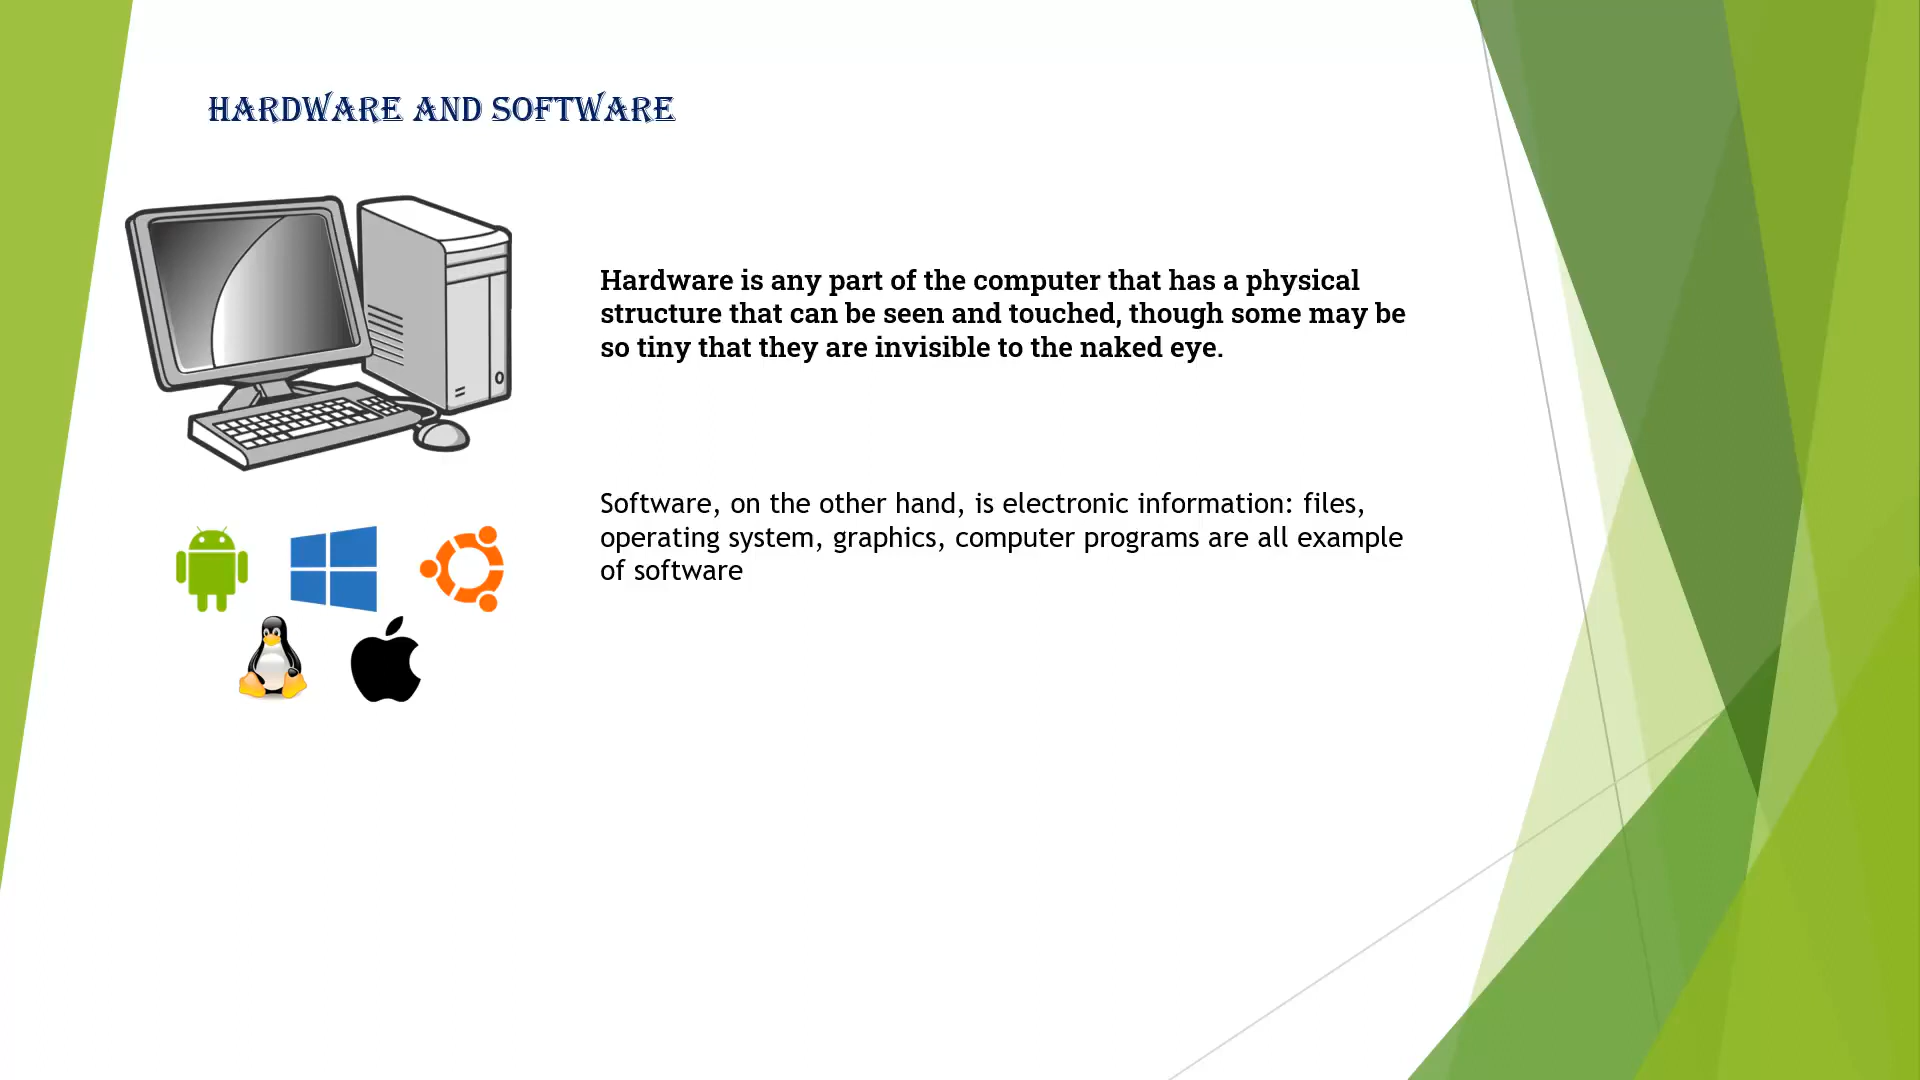 HARDWARE AND SOFTWARE
Hardware is any part of the computer that has a physical
structure that can be seen and touched, though some may be
so tiny that they are invisible to the naked eye.
Software, on the other hand, is electronic information: files,
operating system, graphics, computer programs are all example
of software